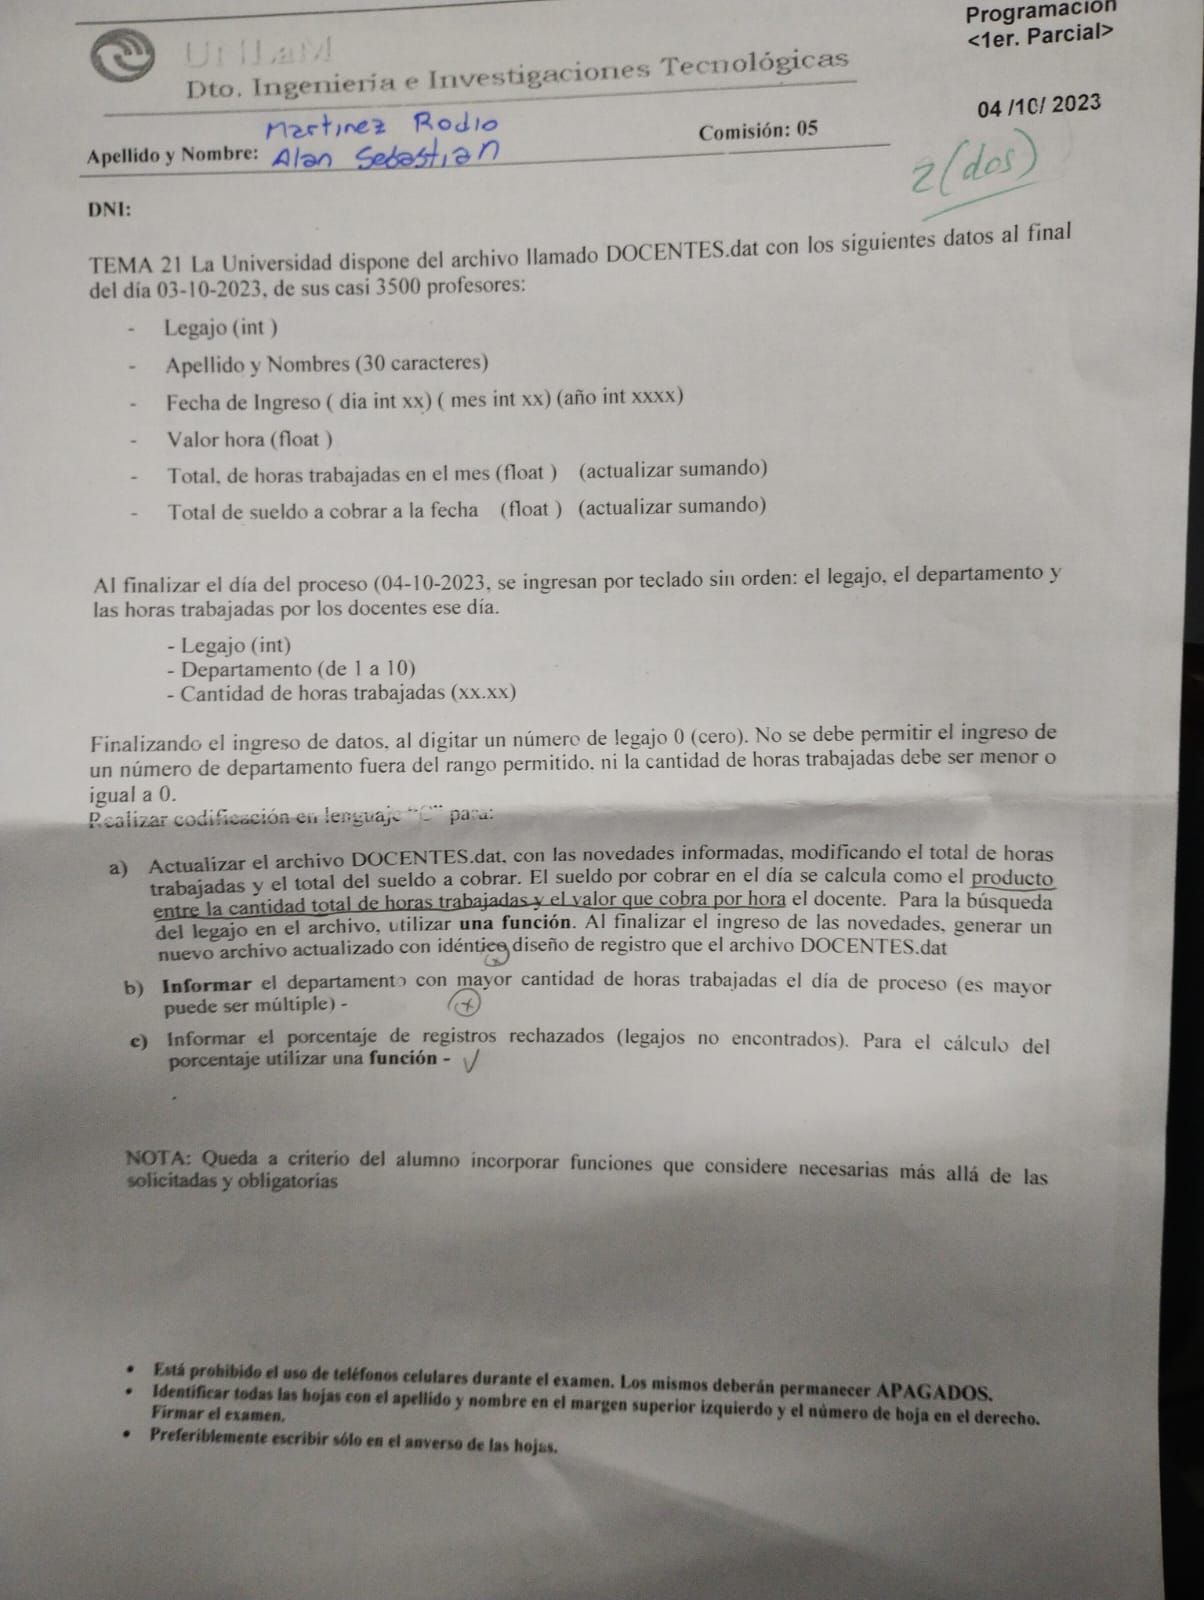 Programación
<1er. Parcial>
UNLaM
Dto. Ingeniería e Investigaciones Tecnológicas
04 /10/ 2023
Martinez Rodio
Comisión: 05
Apellido y Nombre: Alan Sebastian
2 (dos)
DNI:
TEMA 21 La Universidad dispone del archivo llamado DOCENTES.dat con los siguientes datos al final
del día 03-10-2023, de sus casi 3500 profesores:
- Legajo (int )
- Apellido y Nombres (30 caracteres)
- Fecha de Ingreso ( dia int xx) ( mes int xx) (año int xxxx)
- Valor hora (float )
- Total, de horas trabajadas en el mes (float ) (actualizar sumando)
- Total de sueldo a cobrar a la fecha (float ) (actualizar sumando)
Al finalizar el día del proceso (04-10-2023, se ingresan por teclado sin orden: el legajo, el departamento y
las horas trabajadas por los docentes ese día.
- Legajo (int)
- Departamento (de 1 a 10)
- Cantidad de horas trabajadas (xx.xx)
Finalizando el ingreso de datos, al digitar un número de legajo 0 (cero). No se debe permitir el ingreso de
un número de departamento fuera del rango permitido, ni la cantidad de horas trabajadas debe ser menor o
igual a 0.
Realizar codificación en lenguaje "C" para:
a) Actualizar el archivo DOCENTES.dat, con las novedades informadas, modificando el total de horas
trabajadas y el total del sueldo a cobrar. El sueldo por cobrar en el día se calcula como el producto
entre la cantidad total de horas trabajadas y el valor que cobra por hora el docente. Para la búsqueda
del legajo en el archivo, utilizar una función. Al finalizar el ingreso de las novedades, generar un
nuevo archivo actualizado con idéntico diseño de registro que el archivo DOCENTES.dat
b) Informar el departamento con mayor cantidad de horas trabajadas el día de proceso (es mayor
puede ser múltiple) -
c) Informar el porcentaje de registros rechazados (legajos no encontrados). Para el cálculo del
porcentaje utilizar una función - √
NOTA: Queda a criterio del alumno incorporar funciones que considere necesarias más allá de las
solicitadas y obligatorias
• Está prohibido el uso de teléfonos celulares durante el examen. Los mismos deberán permanecer APAGADOS.
• Identificar todas las hojas con el apellido y nombre en el margen superior izquierdo y el número de hoja en el derecho.
Firmar el examen.
• Preferiblemente escribir sólo en el anverso de las hojas.